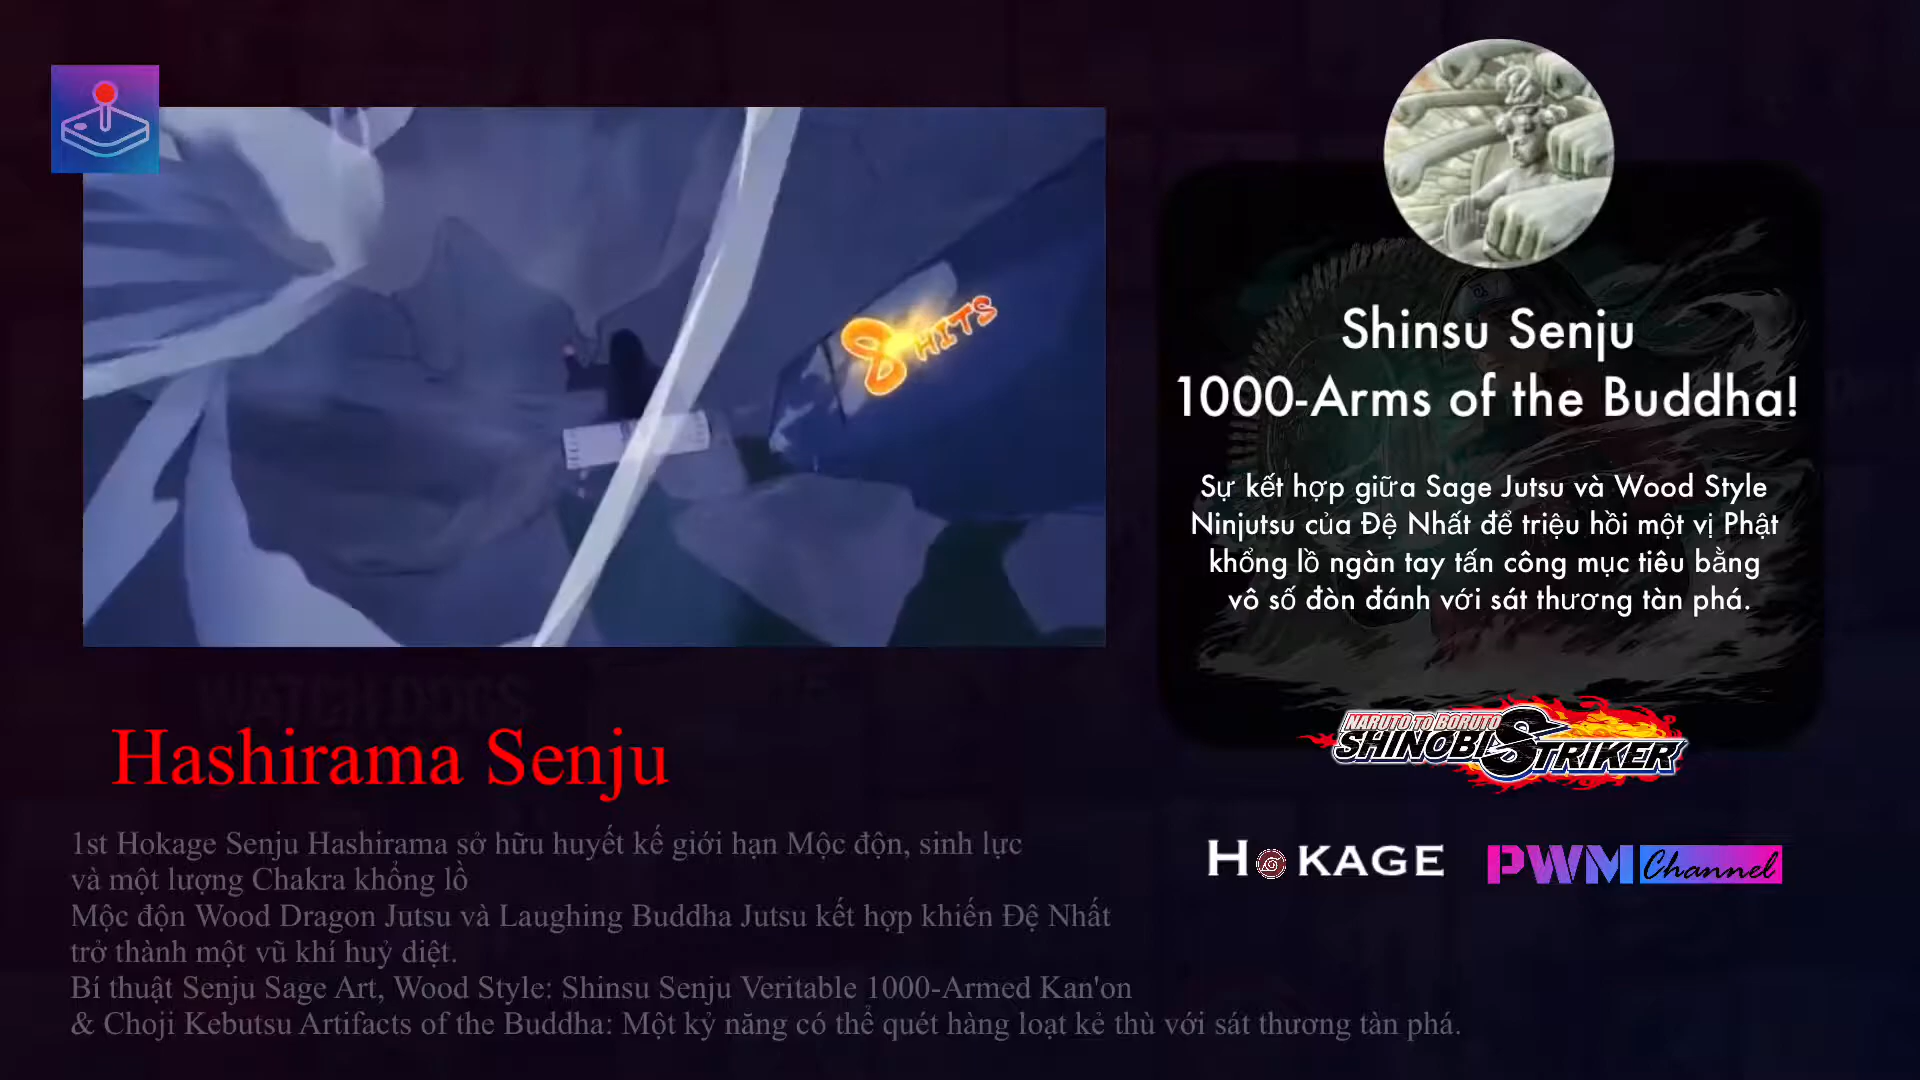 8 HITS
Shinsu Senju
1000-Arms of the Buddha!
Sự kết hợp giữa Sage Jutsu và Wood Style
Ninjutsu của Đệ Nhất để triệu hồi một vị Phật
khổng lồ ngàn tay tấn công mục tiêu bằng
vô số đòn đánh với sát thương tàn phá.
NARUTO TO BORUTO
SHINOBI STRIKER
HOKAGE
PWM Channel
WATCH DOGS
Hashirama Senju
1st Hokage Senju Hashirama sở hữu huyết kế giới hạn Mộc độn, sinh lực
và một lượng Chakra khổng lồ
Mộc độn Wood Dragon Jutsu và Laughing Buddha Jutsu kết hợp khiến Đệ Nhất
trở thành một vũ khí huỷ diệt.
Bí thuật Senju Sage Art, Wood Style: Shinsu Senju Veritable 1000-Armed Kan'on
& Choji Kebutsu Artifacts of the Buddha: Một kỷ năng có thể quét hàng loạt kẻ thù với sát thương tàn phá.